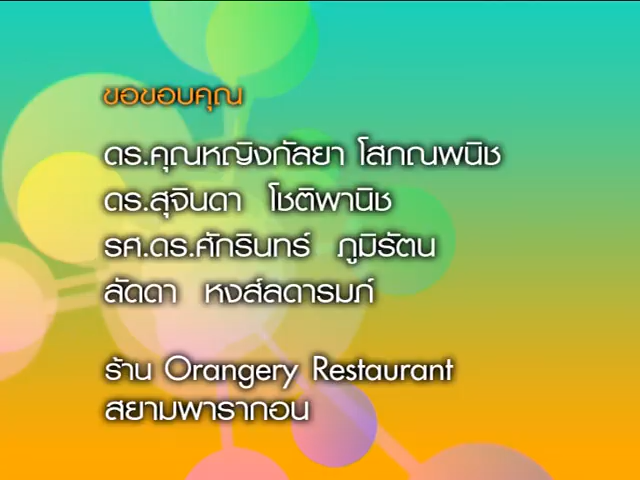 ขอขอบคุณ
ดร.คุณหญิงกัลยา โสภณพนิช
ดร.สุจินดา โชติพานิช
รศ.ดร.ศักรินทร์ ภูมิรัตน
ลัดดา หงส์ลดารมภ์
ร้าน Orangery Restaurant
สยามพารากอน